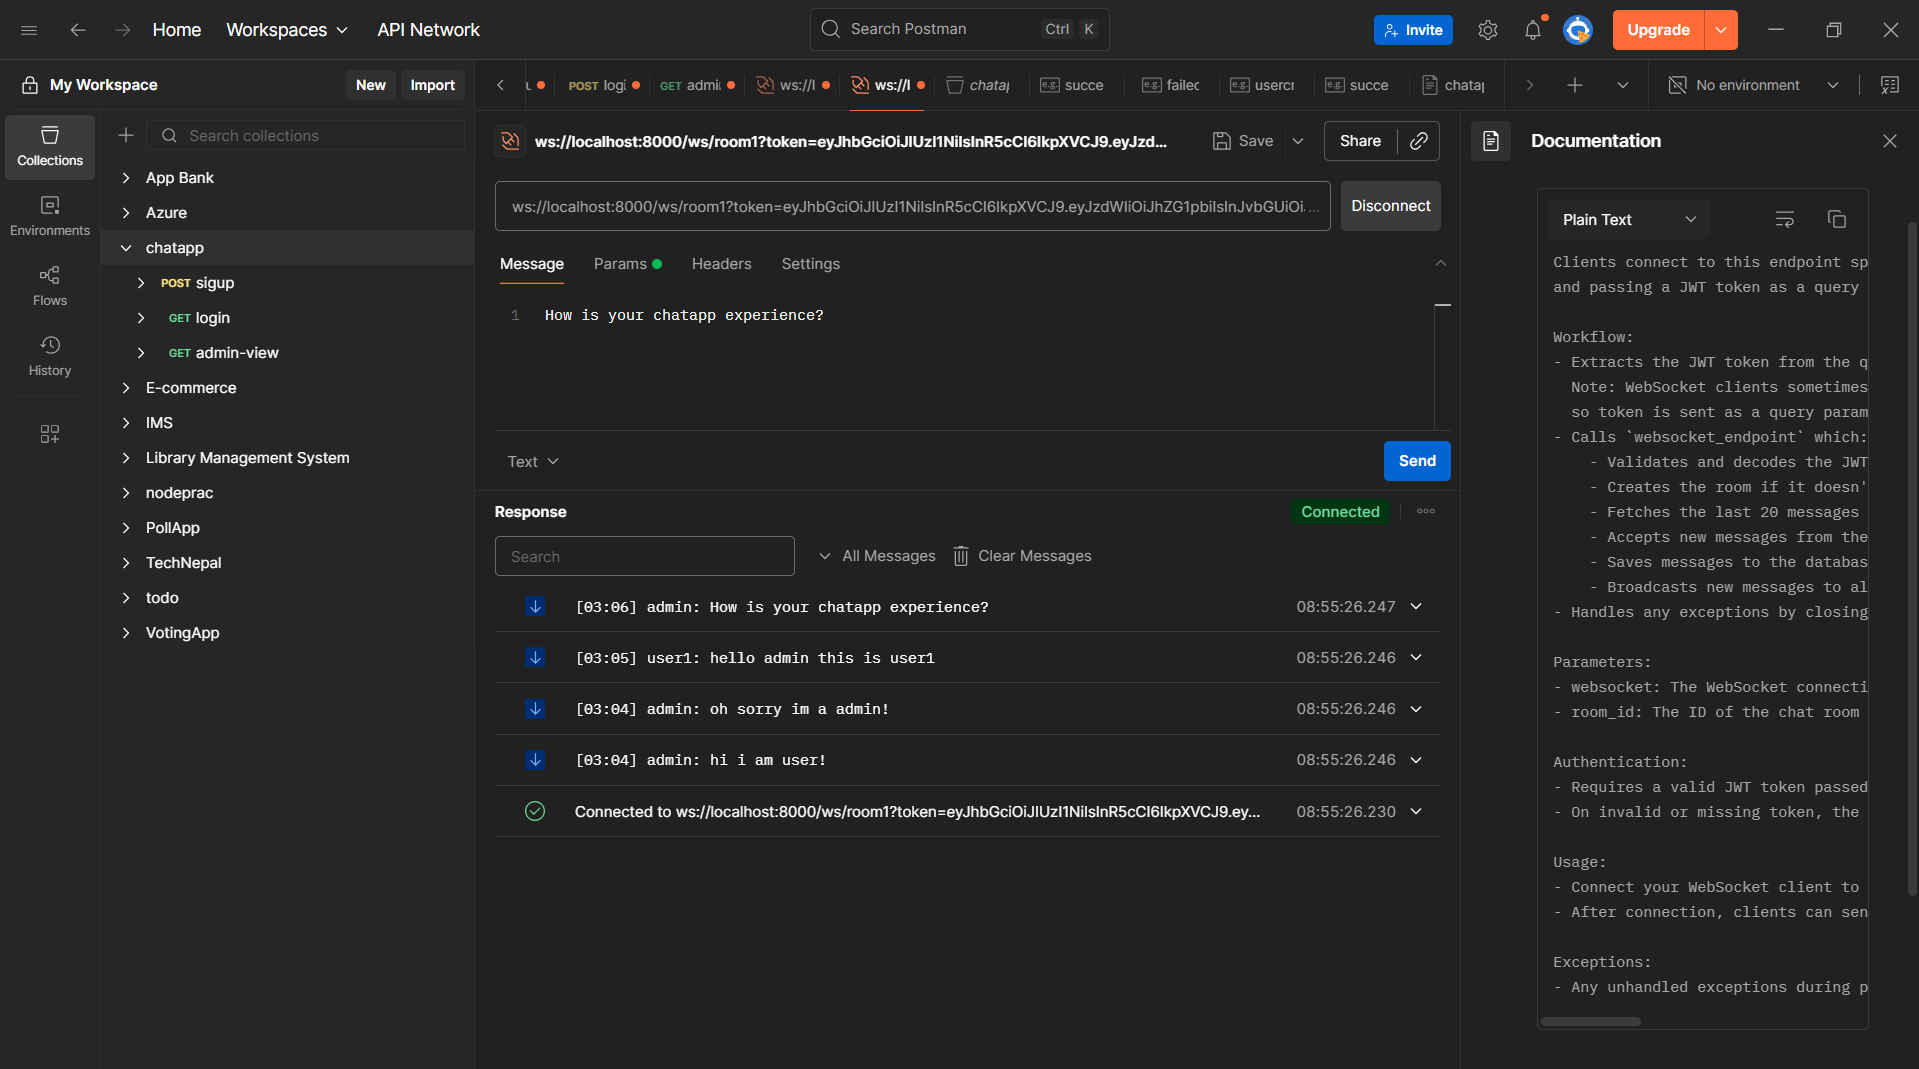 Home
Workspaces
API Network
Search Postman
Ctrl K
Invite
Upgrade
My Workspace
New
Import
POST logi
GET admi
ws://l
ws://l
chatap
e.g. succe
e.g. failed
e.g. usercr
e.g. succe
chatap
No environment
Collections
Environments
Flows
History
Search collections
App Bank
Azure
chatapp
POST sigup
GET login
GET admin-view
E-commerce
IMS
Library Management System
nodeprac
PollApp
TechNepal
todo
VotingApp
ws://localhost:8000/ws/room1?token=eyJhbGciOiJIUzI1NiIsInR5cCI6IkpXVCJ9.eyJzd...
Save
Share
ws://localhost:8000/ws/room1?token=eyJhbGciOiJIUzI1NiIsInR5cCI6IkpXVCJ9.eyJzdWIiOiJhZG1pbiIsInJvbGUiOi...
Disconnect
Message
Params
Headers
Settings
1 How is your chatapp experience?
Text
Send
Response
Connected
Search
All Messages
Clear Messages
[03:06] admin: How is your chatapp experience? 08:55:26.247
[03:05] user1: hello admin this is user1 08:55:26.246
[03:04] admin: oh sorry im a admin! 08:55:26.246
[03:04] admin: hi i am user! 08:55:26.246
Connected to ws://localhost:8000/ws/room1?token=eyJhbGciOiJIUzI1NiIsInR5cCI6IkpXVCJ9.ey... 08:55:26.230
Documentation
Plain Text
Clients connect to this endpoint sp
and passing a JWT token as a query
Workflow:
- Extracts the JWT token from the q
Note: WebSocket clients sometimes
so token is sent as a query param
- Calls `websocket_endpoint` which:
- Validates and decodes the JWT
- Creates the room if it doesn'
- Fetches the last 20 messages
- Accepts new messages from the
- Saves messages to the databas
- Broadcasts new messages to al
- Handles any exceptions by closing
Parameters:
- websocket: The WebSocket connecti
- room_id: The ID of the chat room
Authentication:
- Requires a valid JWT token passed
- On invalid or missing token, the
Usage:
- Connect your WebSocket client to
- After connection, clients can sen
Exceptions:
- Any unhandled exceptions during p